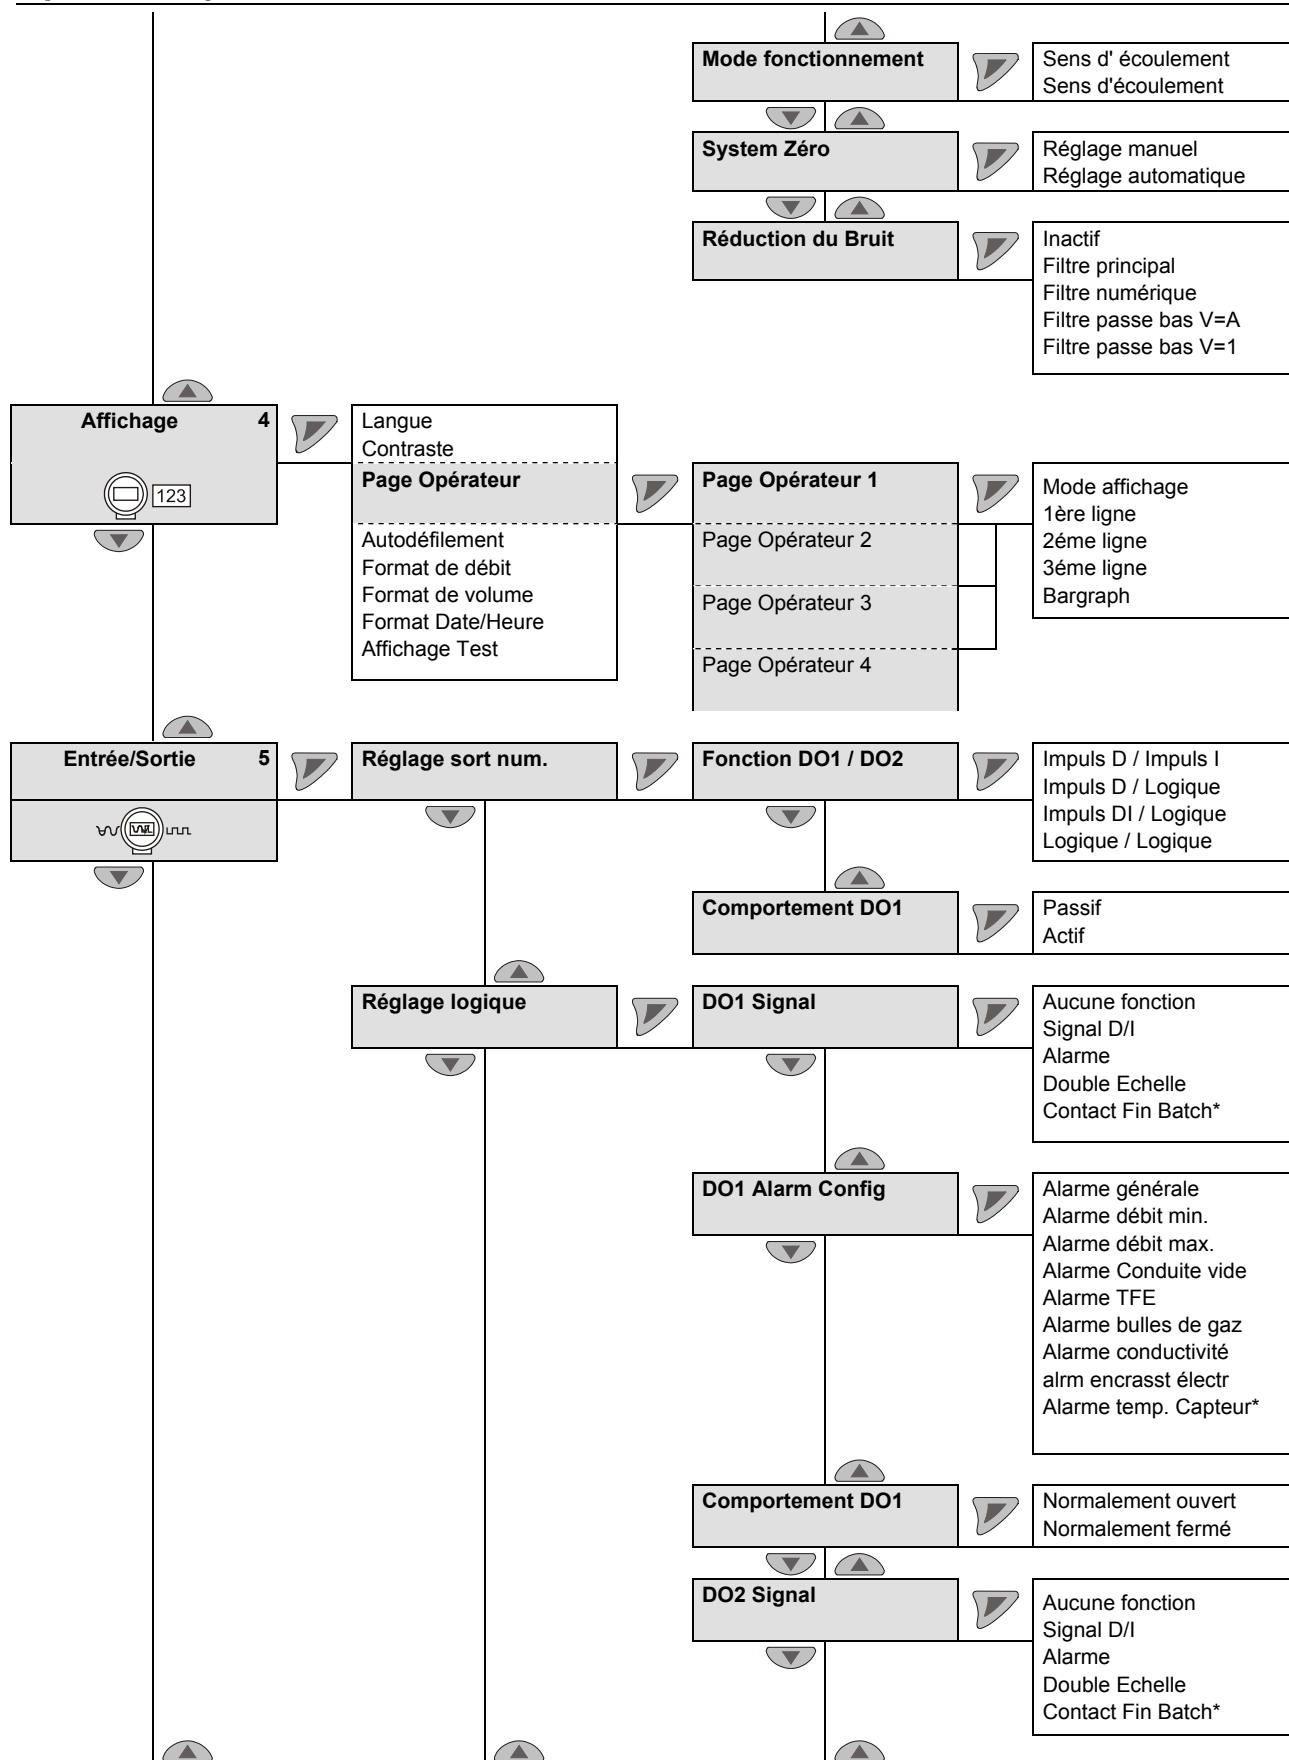 Mode fonctionnement
Sens d' écoulement
Sens d'écoulement
System Zéro
Réglage manuel
Réglage automatique
Réduction du Bruit
Inactif
Filtre principal
Filtre numérique
Filtre passe bas V=A
Filtre passe bas V=1
Affichage 4
123
Langue
Contraste
Page Opérateur
Autodéfilement
Format de débit
Format de volume
Format Date/Heure
Affichage Test
Page Opérateur 1
Page Opérateur 2
Page Opérateur 3
Page Opérateur 4
Mode affichage
1ère ligne
2éme ligne
3éme ligne
Bargraph
Entrée/Sortie 5
Réglage sort num.
Fonction DO1 / DO2
Impuls D / Impuls I
Impuls D / Logique
Impuls DI / Logique
Logique / Logique
Comportement DO1
Passif
Actif
Réglage logique
DO1 Signal
Aucune fonction
Signal D/I
Alarme
Double Echelle
Contact Fin Batch*
DO1 Alarm Config
Alarme générale
Alarme débit min.
Alarme débit max.
Alarme Conduite vide
Alarme TFE
Alarme bulles de gaz
Alarme conductivité
alrm encrasst électr
Alarme temp. Capteur*
Comportement DO1
Normalement ouvert
Normalement fermé
DO2 Signal
Aucune fonction
Signal D/I
Alarme
Double Echelle
Contact Fin Batch*